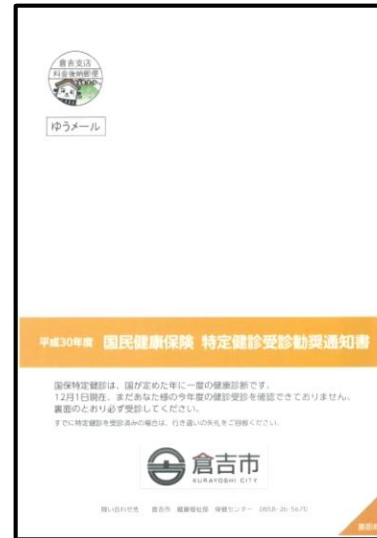 倉吉支店
料金後納郵便
ゆうメール
平成30年度 国民健康保険 特定健診受診勧奨通知書
国保特定健診は、国が定めた年に一度の健康診断です。
12月1日現在、まだあなた様の今年度の健診受診を確認できておりません。
裏面のとおり必ず受診してください。
すでに特定健診を受診済みの場合は、行き違いの失礼をご容赦ください。
倉吉市
KURAYOSHI CITY
問い合わせ先 倉吉市 健康福祉部 保健センター 0858-26-5670